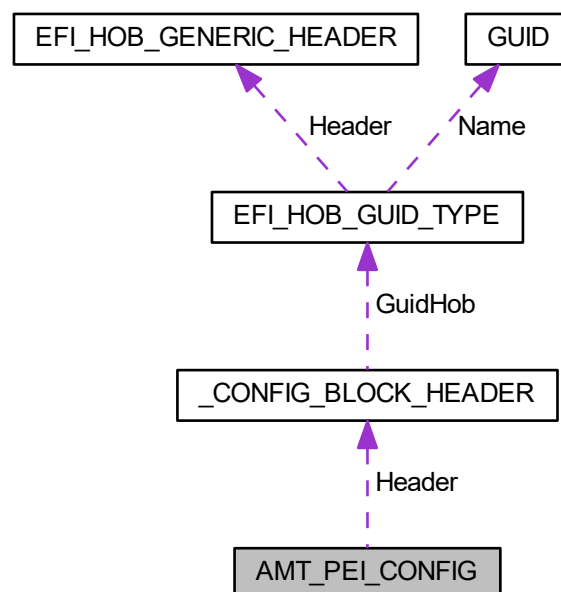 EFI_HOB_GENERIC_HEADER
GUID
Header
Name
EFI_HOB_GUID_TYPE
GuidHob
_CONFIG_BLOCK_HEADER
Header
AMT_PEI_CONFIG